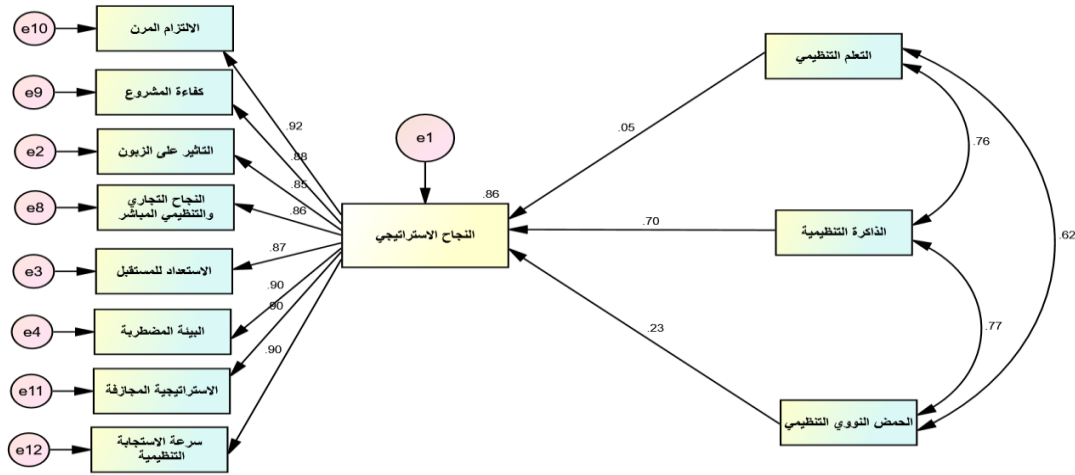 e10
الالتزام المرن
e9
كفاءة المشروع
e2
التاثير على الزبون
e8
النجاح التجاري
والتنظيمي المباشر
e3
الاستعداد للمستقبل
e4
البيئة المضطربة
e11
الاستراتيجية المجازفة
e12
سرعة الاستجابة
التنظيمية
.92
.88
.85
.86
.87
.90
.90
.90
e1
.86
النجاح الاستراتيجي
.05
.70
.23
التعلم التنظيمي
الذاكرة التنظيمية
الحمض النووي التنظيمي
.76
.77
.62